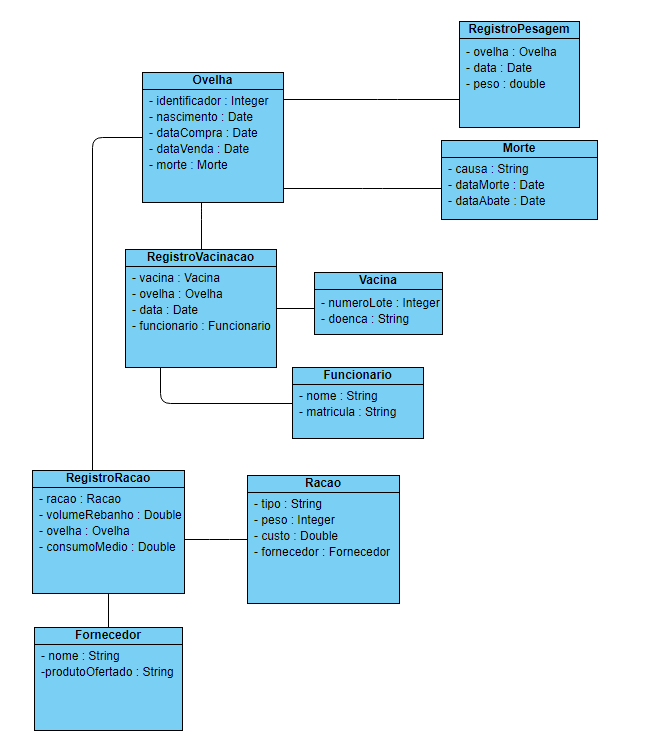 RegistroPesagem
- ovelha : Ovelha
- data : Date
- peso : double
Ovelha
- identificador : Integer
- nascimento : Date
- dataCompra : Date
- dataVenda : Date
- morte : Morte
Morte
- causa : String
- dataMorte : Date
- dataAbate : Date
RegistroVacinacao
- vacina : Vacina
- ovelha : Ovelha
- data : Date
- funcionario : Funcionario
Vacina
- numeroLote : Integer
- doenca : String
Funcionario
- nome : String
- matricula : String
RegistroRacao
- racao : Racao
- volumeRebanho : Double
- ovelha : Ovelha
- consumoMedio : Double
Racao
- tipo : String
- peso : Integer
- custo : Double
- fornecedor : Fornecedor
Fornecedor
- nome : String
-produtoOfertado : String